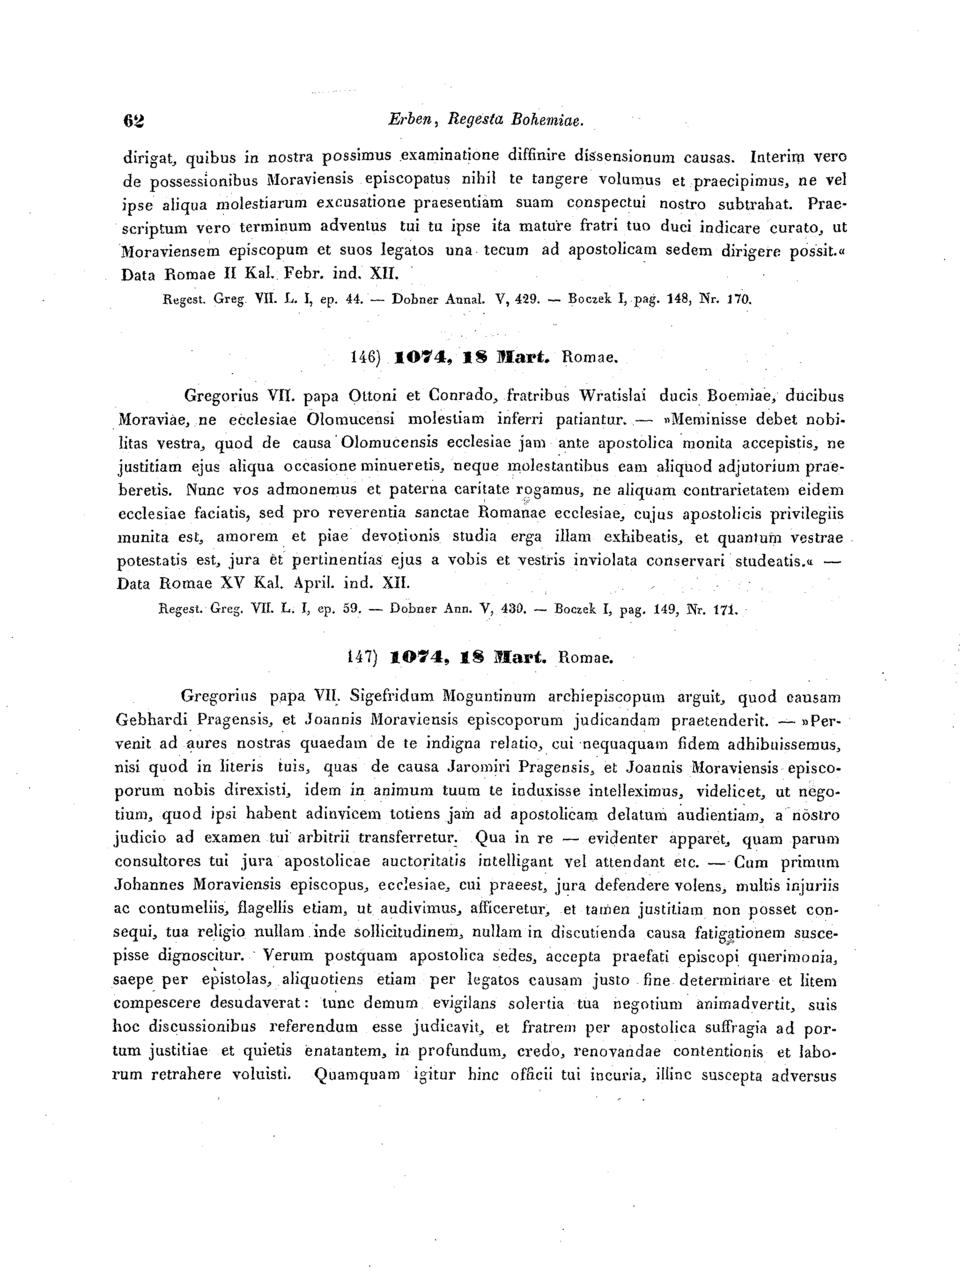 62 Erben, Regesta Bohemiae.
dirigat, quibus in nostra possimus examinatione diffinire dissensionum causas. Interim vero
de possessionibus Moraviensis episcopatus nihil te tangere volumus et praecipimus, ne vel
ipse aliqua molestiarum excusatione praesentiam suam conspectui nostro subtrahat. Prae-
scriptum vero terminum adventus tui tu ipse ita mature fratri tuo duci indicare curato, ut
Moraviensem episcopum et suos legatos una tecum ad apostolicam sedem dirigere possit.«
Data Romae II Kal. Febr. ind. XII.
Regest. Greg. VII. L. I, ep. 44. — Dobner Annal. V, 429. — Boczek I, pag. 148, Nr. 170.
146) 1074, 18 Mart. Romae.
Gregorius VII. papa Ottoni et Conrado, fratribus Wratislai ducis Boemiae, ducibus
Moraviae, ne ecclesiae Olomucensi molestiam inferri patiantur. — »Meminisse debet nobi-
litas vestra, quod de causa Olomucensis ecclesiae jam ante apostolica monita accepistis, ne
justitiam ejus aliqua occasione minueretis, neque molestantibus eam aliquod adjutorium prae-
beretis. Nunc vos admonemus et paterna caritate rogamus, ne aliquam contrarietatem eidem
ecclesiae faciatis, sed pro reverentia sanctae Romanae ecclesiae, cujus apostolicis privilegiis
munita est, amorem et piae devotionis studia erga illam exhibeatis, et quantum vestrae
potestatis est, jura et pertinentias ejus a vobis et vestris inviolata conservari studeatis.« —
Data Romae XV Kal. April. ind. XII.
Regest. Greg. VII. L. I, ep. 59. — Dobner Ann. V, 430. — Boczek I, pag. 149, Nr. 171.
147) 1074, 18 Mart. Romae.
Gregorius papa VII. Sigefridum Moguntinum archiepiscopum arguit, quod causam
Gebhardi Pragensis, et Joannis Moraviensis episcoporum judicandam praetenderit. — »Per-
venit ad aures nostras quaedam de te indigna relatio, cui nequaquam fidem adhibuissemus,
nisi quod in literis tuis, quas de causa Jaromiri Pragensis, et Joannis Moraviensis episco-
porum nobis direxisti, idem in animum tuum te induxisse intelleximus, videlicet, ut nego-
tium, quod ipsi habent adinvicem totiens jam ad apostolicam delatum audientiam, a nostro
judicio ad examen tui arbitrii transferretur. Qua in re — evidenter apparet, quam parum
consultores tui jura apostolicae auctoritatis intelligant vel attendant etc. — Cum primum
Johannes Moraviensis episcopus, ecclesiae, cui praeest, jura defendere volens, multis injuriis
ac contumeliis, flagellis etiam, ut audivimus, afficeretur, et tamen justitiam non posset con-
sequi, tua religio nullam inde sollicitudinem, nullam in discutienda causa fatigationem susce-
pisse dignoscitur. Verum postquam apostolica sedes, accepta praefati episcopi querimonia,
saepe per epistolas, aliquotiens etiam per legatos causam justo fine determinare et litem
compescere desudaverat: tunc demum evigilans solertia tua negotium animadvertit, suis
hoc discussionibus referendum esse judicavit, et fratrem per apostolica suffragia ad por-
tum justitiae et quietis enatantem, in profundum, credo, renovandae contentionis et labo-
rum retrahere voluisti. Quamquam igitur hinc officii tui incuria, illinc suscepta adversus